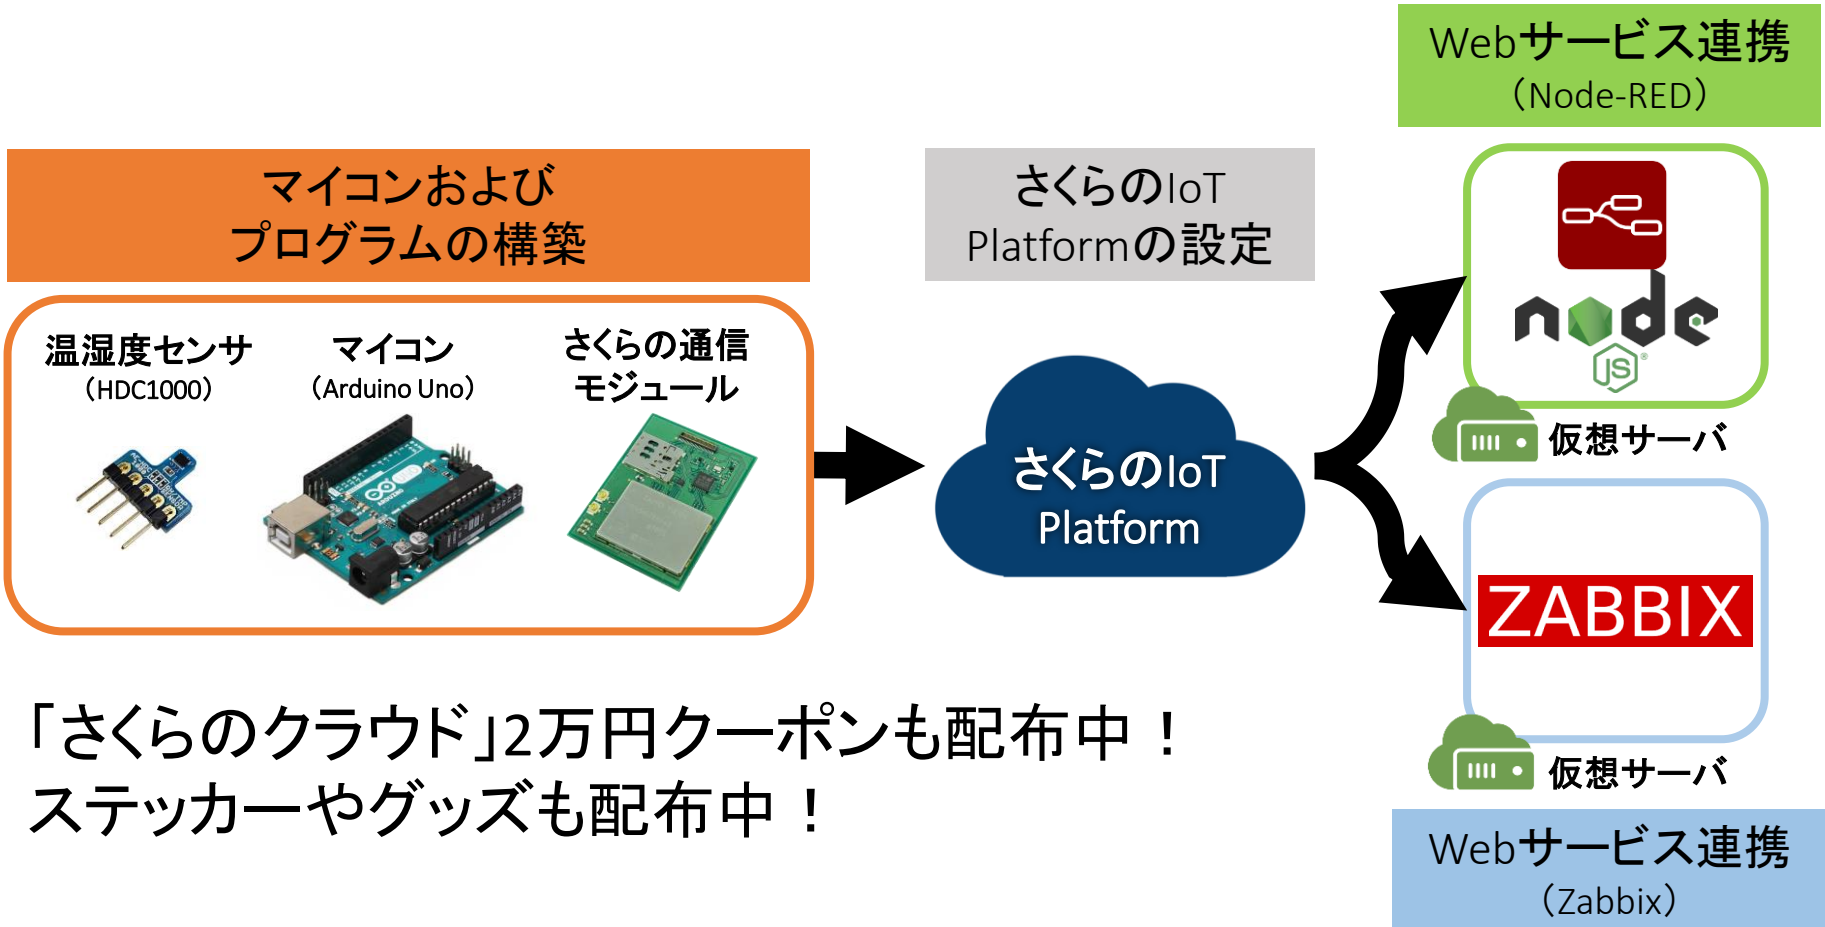 マイコンおよび
プログラムの構築
温湿度センサ
（HDC1000）
マイコン
（Arduino Uno）
さくらの通信
モジュール
さくらのIoT
Platformの設定
さくらのIoT
Platform
Webサービス連携
（Node-RED）
node
JS
仮想サーバ
ZABBIX
仮想サーバ
Webサービス連携
（Zabbix）
「さくらのクラウド」2万円クーポンも配布中！
ステッカーやグッズも配布中！